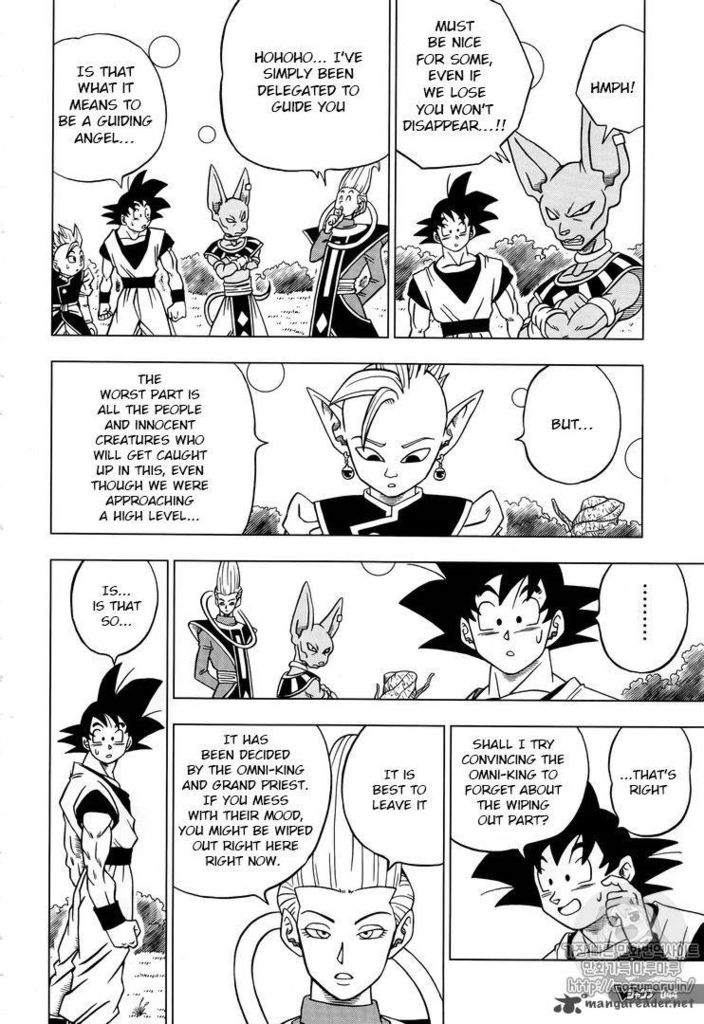 HMPH!
MUST
BE NICE
FOR SOME,
EVEN IF
WE LOSE
YOU WON'T
DISAPPEAR...!!
HOHOHO... I'VE
SIMPLY BEEN
DELEGATED TO
GUIDE YOU
IS THAT
WHAT IT
MEANS TO
BE A GUIDING
ANGEL...
BUT...
THE
WORST PART IS
ALL THE PEOPLE
AND INNOCENT
CREATURES WHO
WILL GET CAUGHT
UP IN THIS, EVEN
THOUGH WE WERE
APPROACHING
A HIGH LEVEL...
........
IS...
IS THAT
SO...
...THAT'S
RIGHT
SHALL I TRY
CONVINCING THE
OMNI-KING TO
FORGET ABOUT
THE WIPING
OUT PART?
IT IS
BEST TO
LEAVE IT
IT HAS
BEEN DECIDED
BY THE OMNI-KING
AND GRAND PRIEST.
IF YOU MESS
WITH THEIR MOOD,
YOU MIGHT BE WIPED
OUT RIGHT HERE
RIGHT NOW.
http://marumaru.in/
mangareader.net